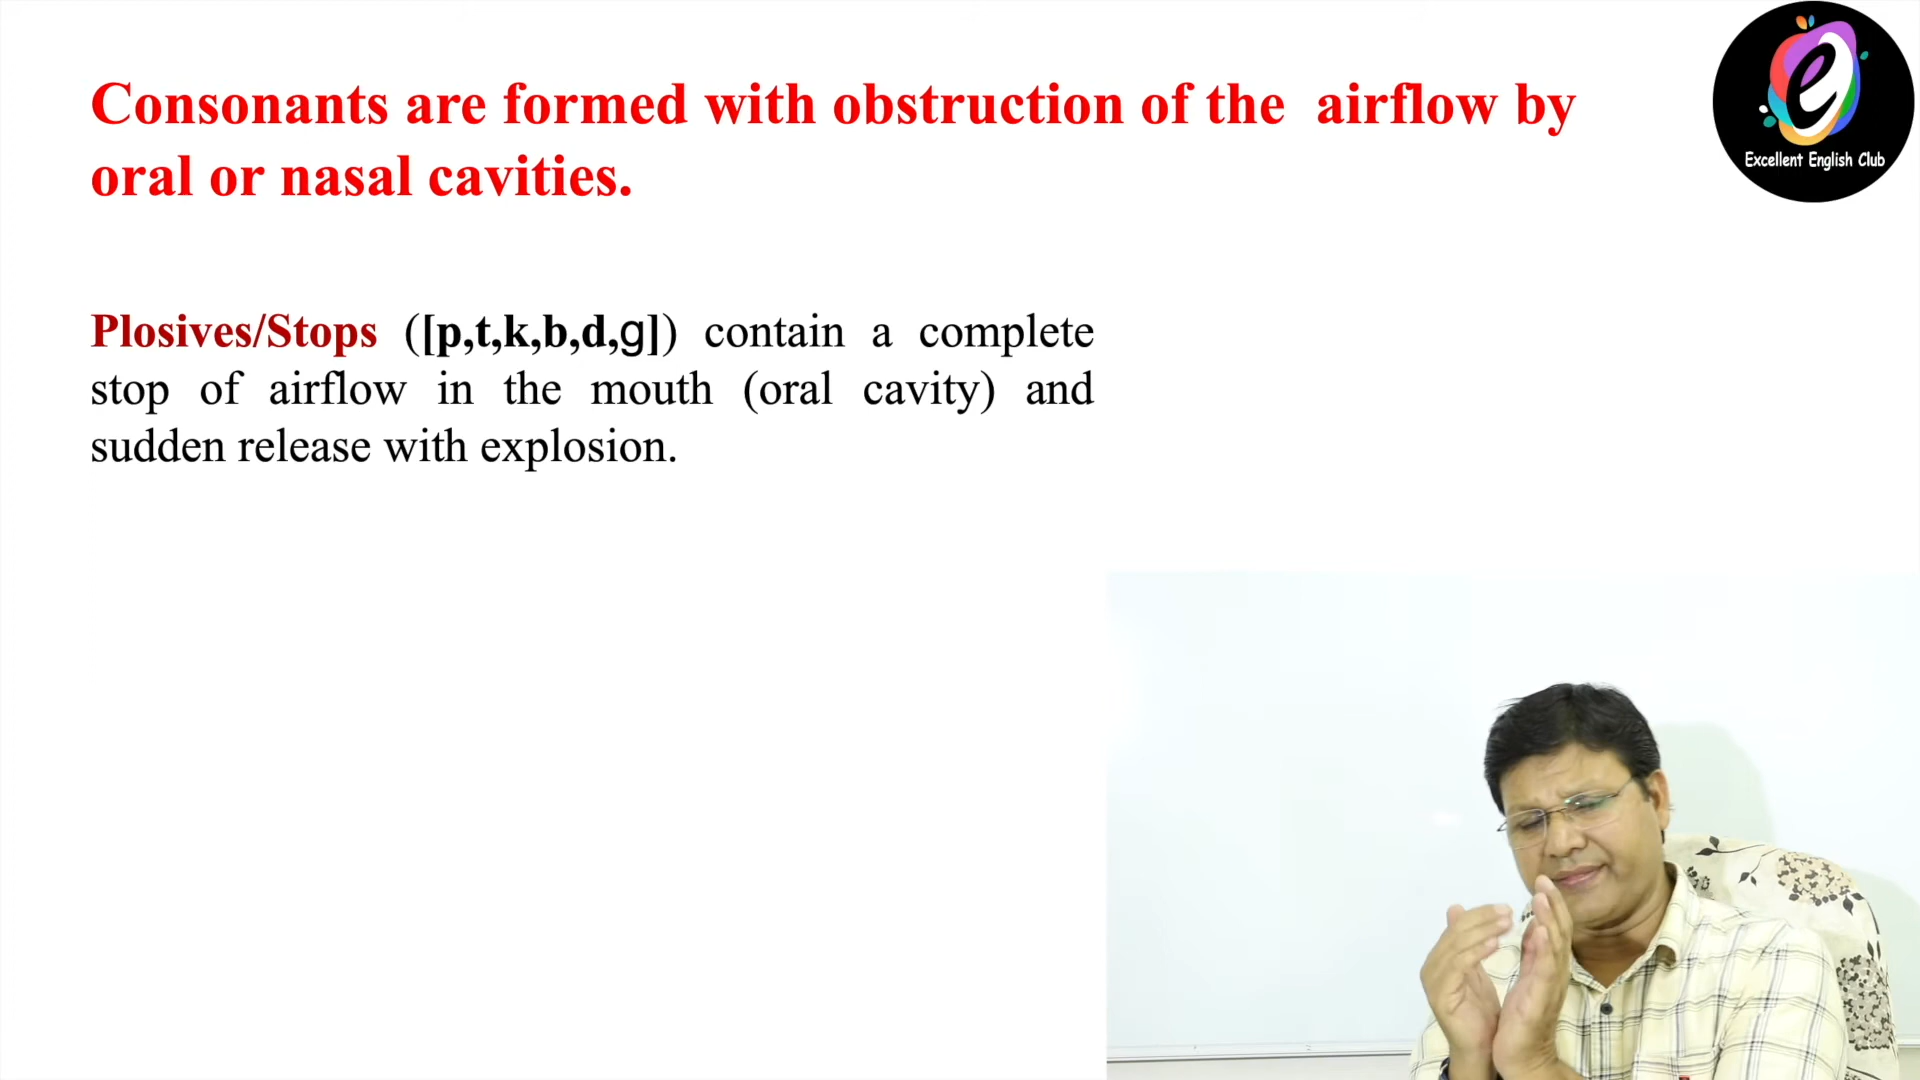 Consonants are formed with obstruction of the airflow by
oral or nasal cavities.
Excellent English Club
Plosives/Stops ([p,t,k,b,d,g]) contain a complete
stop of airflow in the mouth (oral cavity) and
sudden release with explosion.